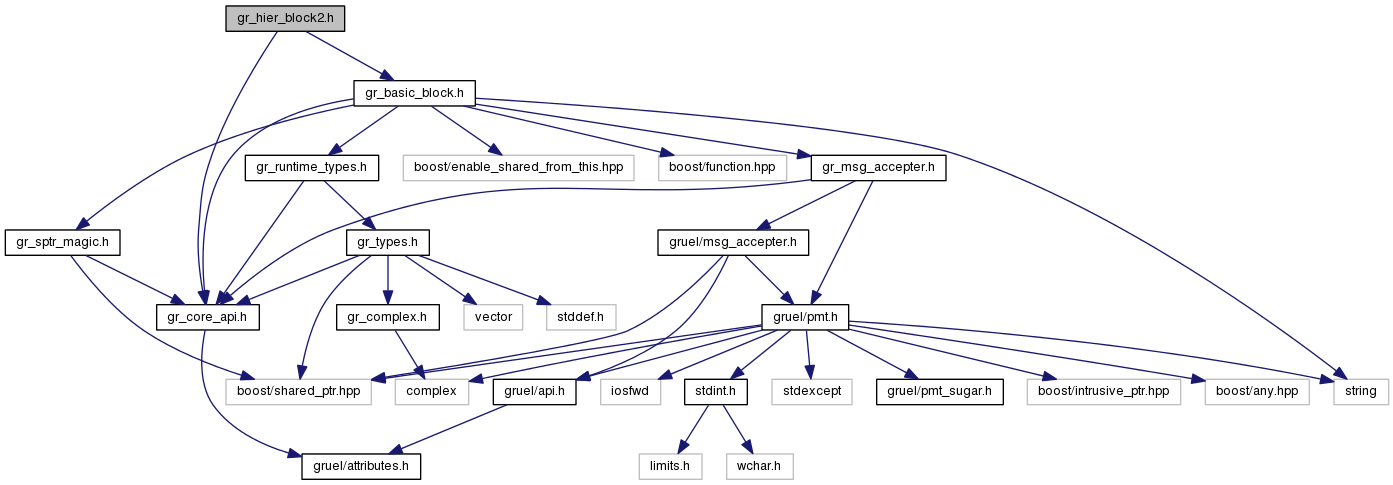 gr_hier_block2.h
gr_basic_block.h
gr_runtime_types.h
boost/enable_shared_from_this.hpp
boost/function.hpp
gr_msg_accepter.h
gr_sptr_magic.h
gr_types.h
gruel/msg_accepter.h
gr_core_api.h
gr_complex.h
vector
stddef.h
gruel/pmt.h
boost/shared_ptr.hpp
complex
gruel/api.h
iosfwd
stdint.h
stdexcept
gruel/pmt_sugar.h
boost/intrusive_ptr.hpp
boost/any.hpp
string
gruel/attributes.h
limits.h
wchar.h